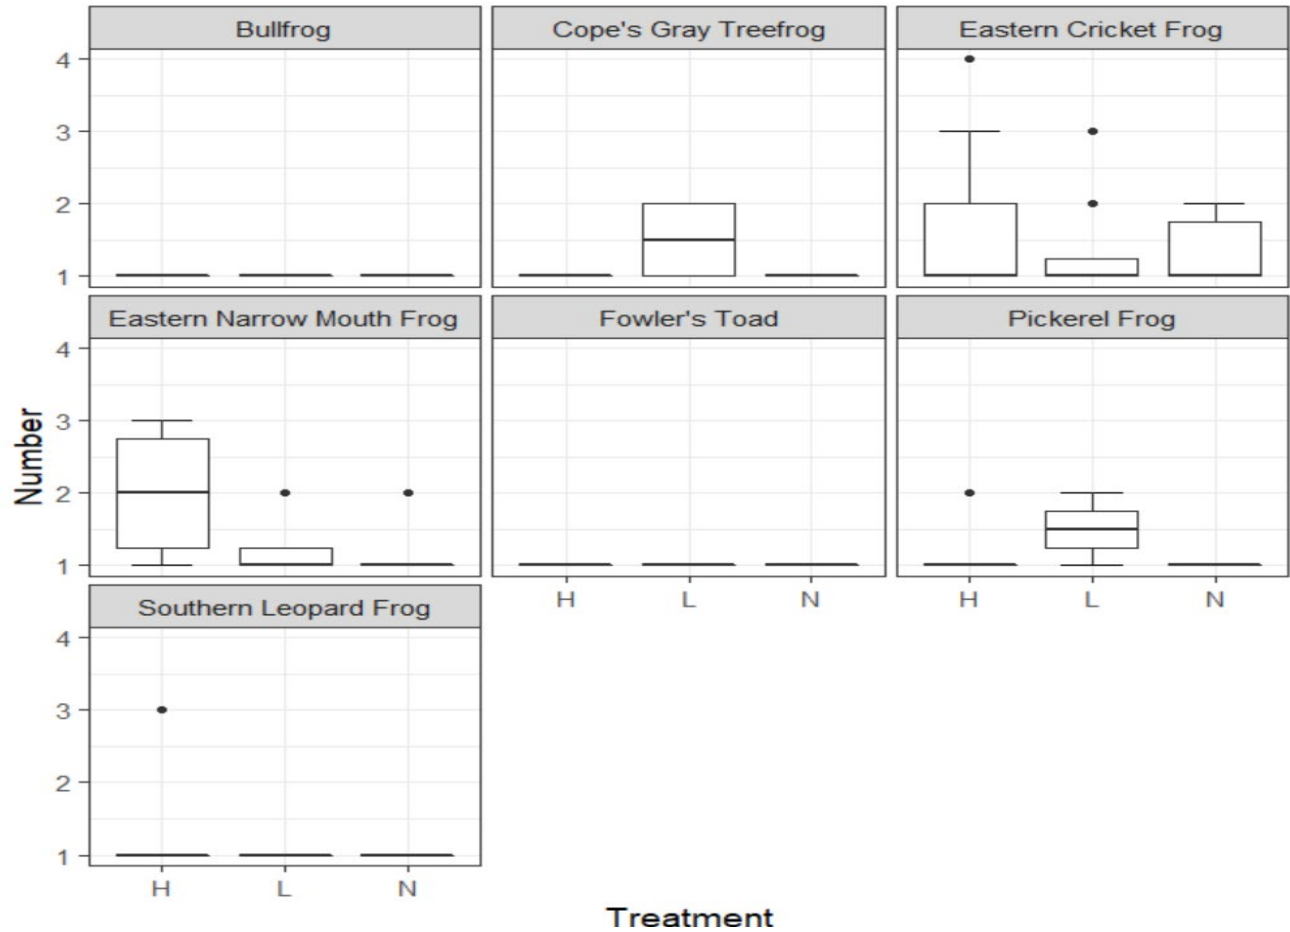 Bullfrog
Cope's Gray Treefrog
Eastern Cricket Frog
4
3
2
1
Eastern Narrow Mouth Frog
Fowler's Toad
Pickerel Frog
4
3
2
1
H L N
H L N
Southern Leopard Frog
4
3
2
1
H L N
Number
Treatment